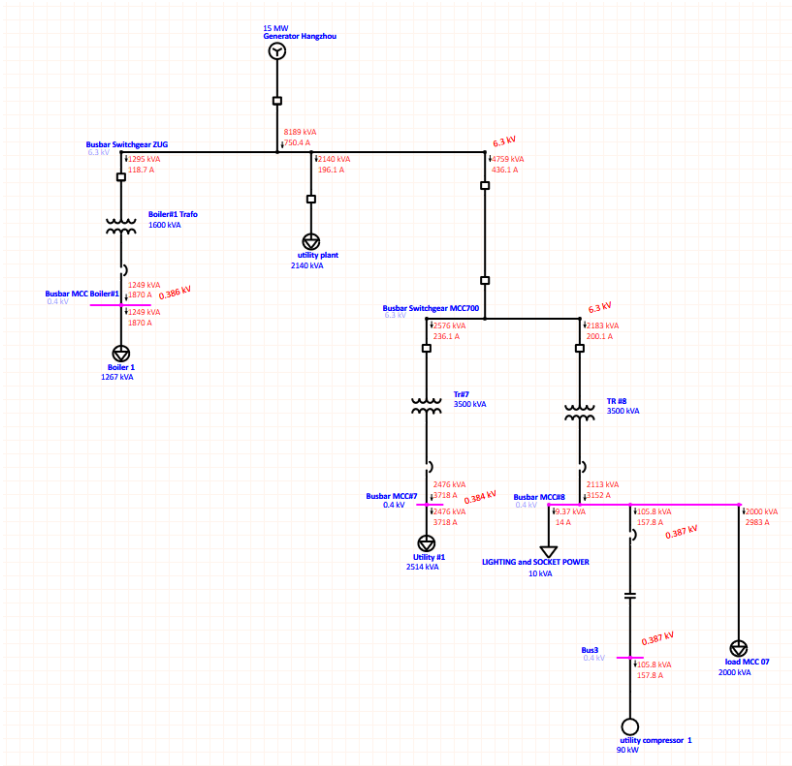 15 MW
Generator Hangzhou
8189 kVA
750.4 A
Busbar Switchgear ZUG
6.3 kV
6.3 kV
1295 kVA
118.7 A
2140 kVA
196.1 A
4759 kVA
436.1 A
Boiler#1 Trafo
1600 kVA
utility plant
2140 kVA
1249 kVA
1870 A
0.386 kV
Busbar MCC Boiler#1
0.4 kV
1249 kVA
1870 A
Boiler 1
1267 kVA
Busbar Switchgear MCC700
6.3 kV
6.3 kV
2576 kVA
236.1 A
2183 kVA
200.1 A
Tr#7
3500 kVA
TR #8
3500 kVA
2476 kVA
3718 A
0.384 kV
2113 kVA
3152 A
Busbar MCC#7
0.4 kV
Busbar MCC#8
0.4 kV
2476 kVA
3718 A
9.37 kVA
14 A
105.8 kVA
157.8 A
2000 kVA
2983 A
0.387 kV
Utility #1
2514 kVA
LIGHTING and SOCKET POWER
10 kVA
0.387 kV
Bus3
0.4 kV
105.8 kVA
157.8 A
load MCC 07
2000 kVA
utility compressor 1
90 kW